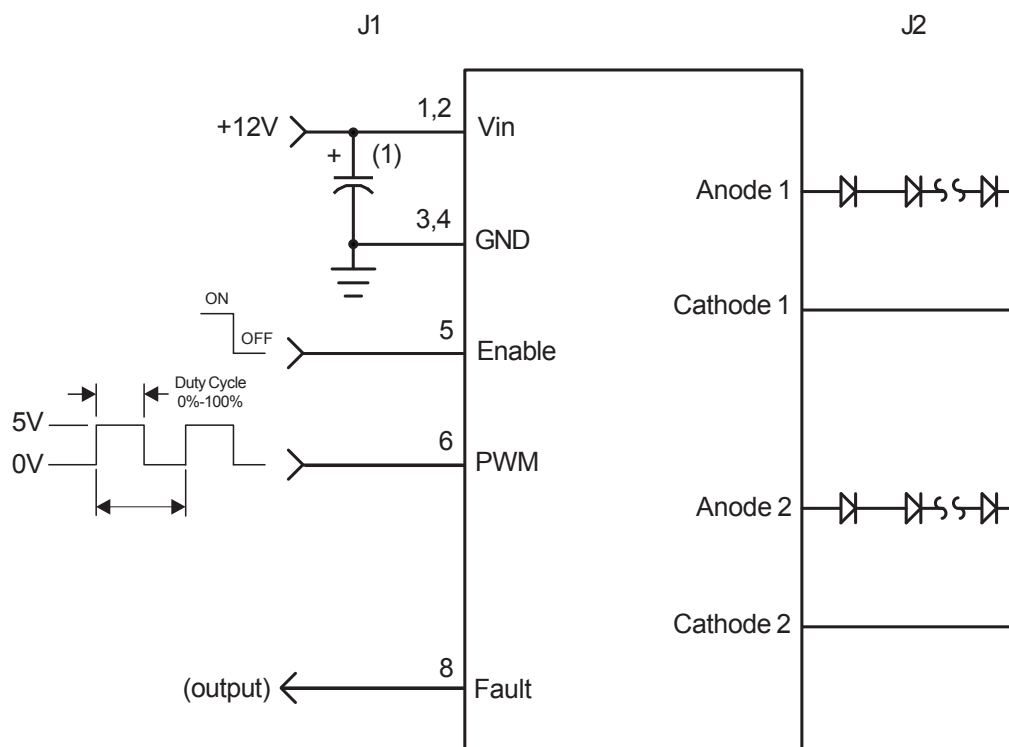 J1
J2
+12V
1,2
Vin
+
(1)
Anode 1
3,4
GND
Cathode 1
ON
OFF
5
Enable
Duty Cycle
0%-100%
5V
0V
6
PWM
Anode 2
Cathode 2
(output)
8
Fault